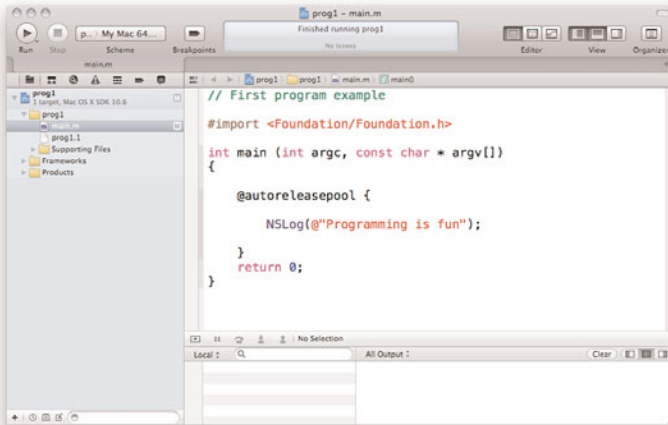 prog1 – main.m
p... My Mac 64...
Finished running prog1
No Issues
Run Stop Scheme Breakpoints Editor View Organizer
main.m
prog1 prog1 main.m main()
prog1
1 target, Mac OS X SDK 10.6
prog1
main.m M
prog1.1
Supporting Files
Frameworks
Products
// First program example
#import <Foundation/Foundation.h>
int main (int argc, const char * argv[])
{
@autoreleasepool {
NSLog(@"Programming is fun");
}
return 0;
}
No Selection
Local All Output Clear